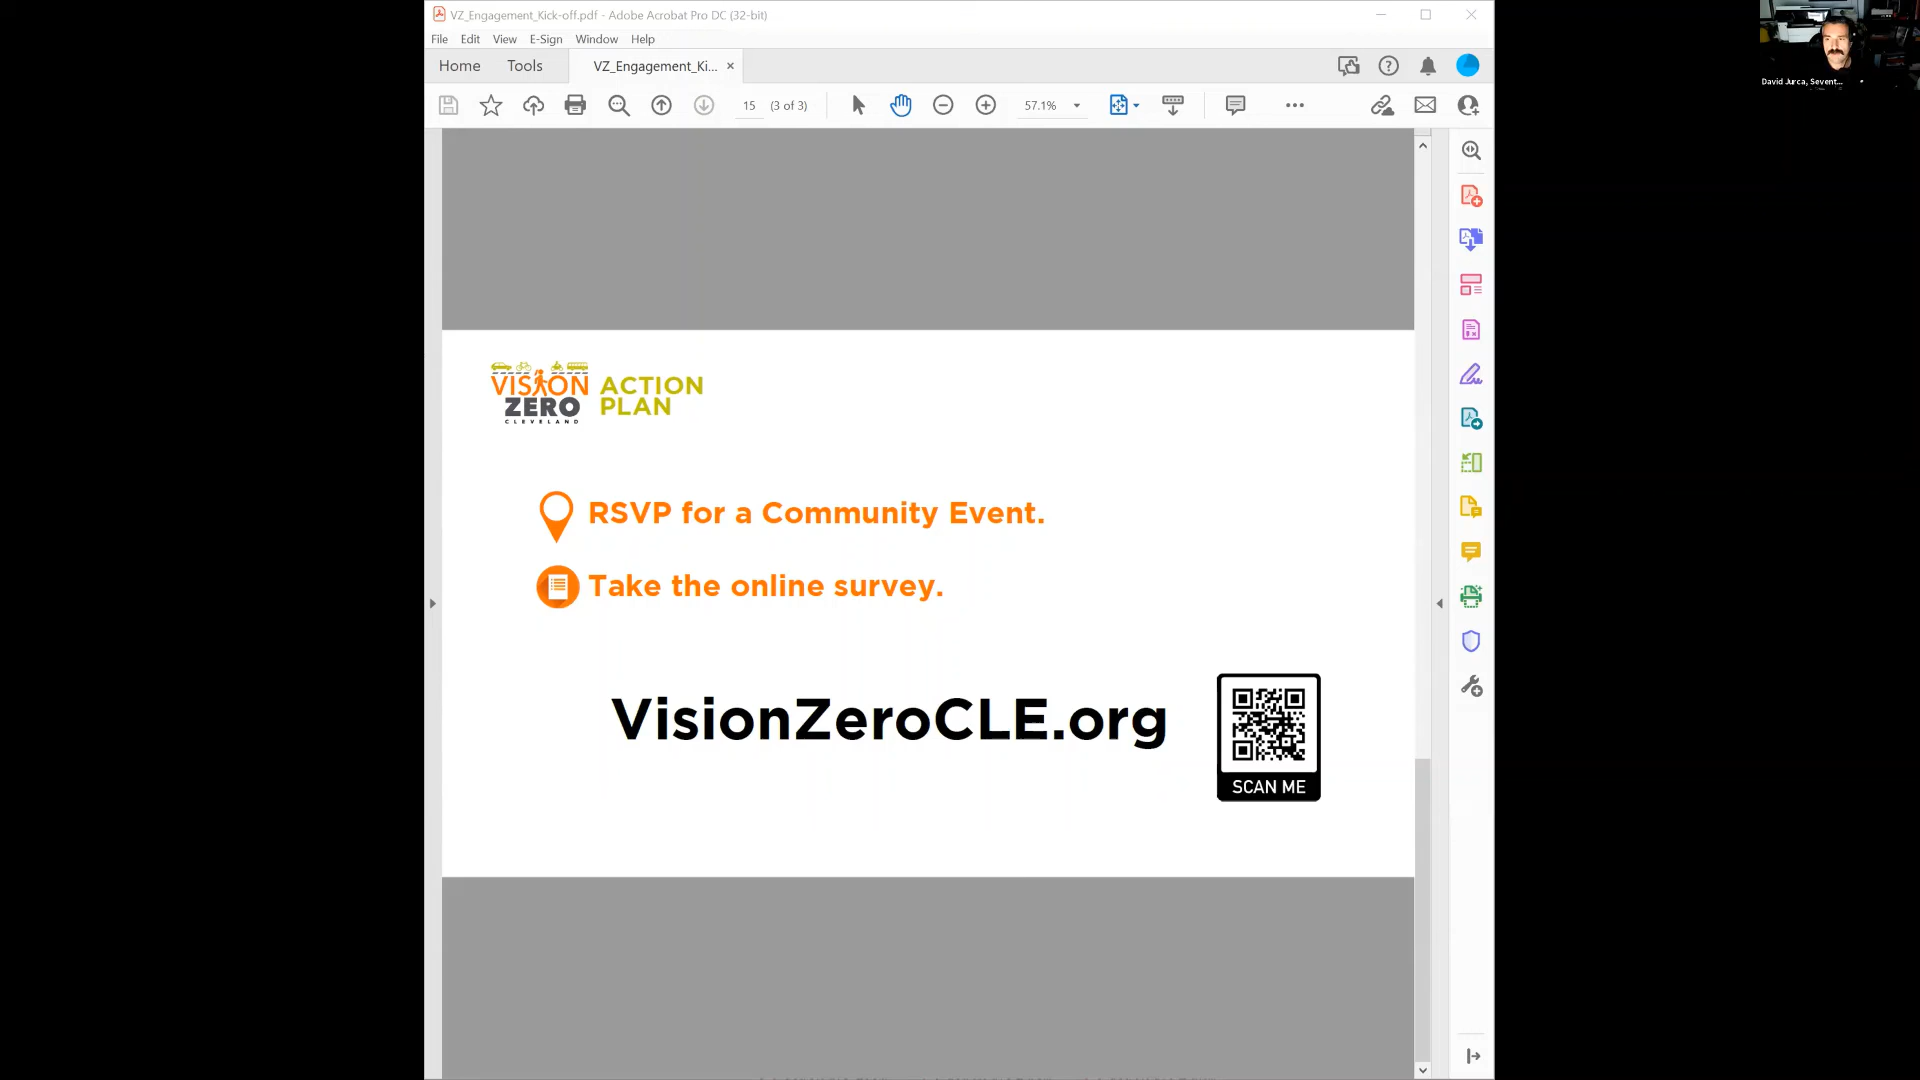 VZ_Engagement_Kick-off.pdf - Adobe Acrobat Pro DC (32-bit)
File Edit View E-Sign Window Help
Home Tools VZ_Engagement_Ki... ×
15 (3 of 3) 57.1%
David Jurca, Sevent...
VISION
ZERO
CLEVELAND
ACTION
PLAN
RSVP for a Community Event.
Take the online survey.
VisionZeroCLE.org
SCAN ME